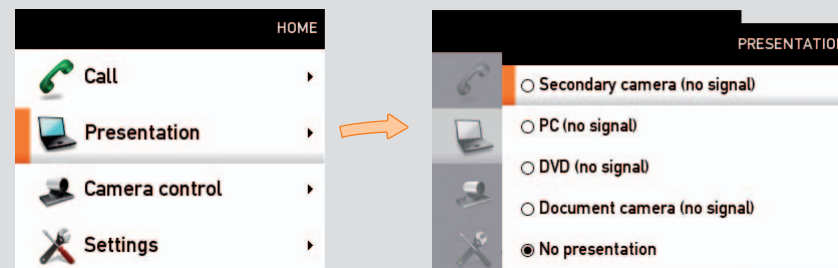 HOME
Call
Presentation
Camera control
Settings
PRESENTATION
Secondary camera (no signal)
PC (no signal)
DVD (no signal)
Document camera (no signal)
No presentation